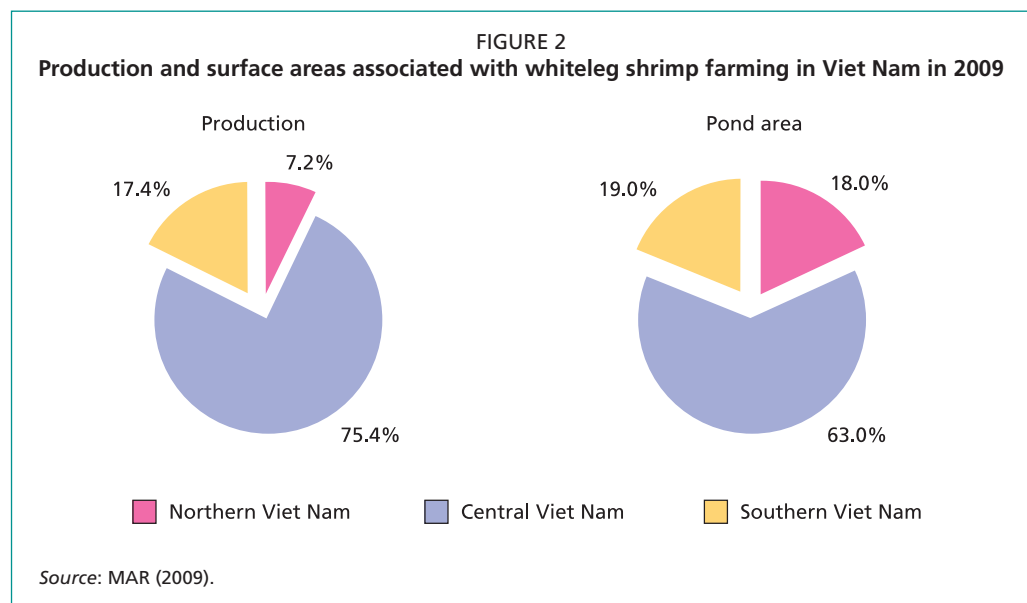 FIGURE 2
Production and surface areas associated with whiteleg shrimp farming in Viet Nam in 2009
Production
7.2%
17.4%
75.4%
Pond area
19.0%
18.0%
63.0%
Northern Viet Nam
Central Viet Nam
Southern Viet Nam
Source: MAR (2009).